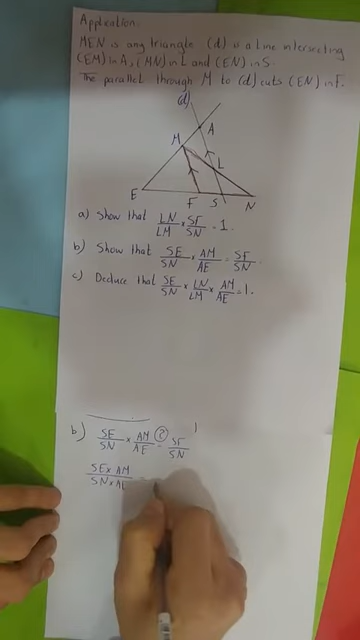 Application:
MEN is any triangle. (d) is a line intersecting
(EM) in A, (MN) in L and (EN) in S.
The parallel through M to (d) cuts (EN) in F.
(d)
A
M
L
E F S N
a) Show that LN/LM × SF/SN = 1.
b) Show that SE/SN × AM/AE = SF/SN.
c) Deduce that SE/SN × LN/LM × AM/AE = 1.
b) SE/SN × AM/AE =(?) SF/SN
SE × AM / SN × AE =